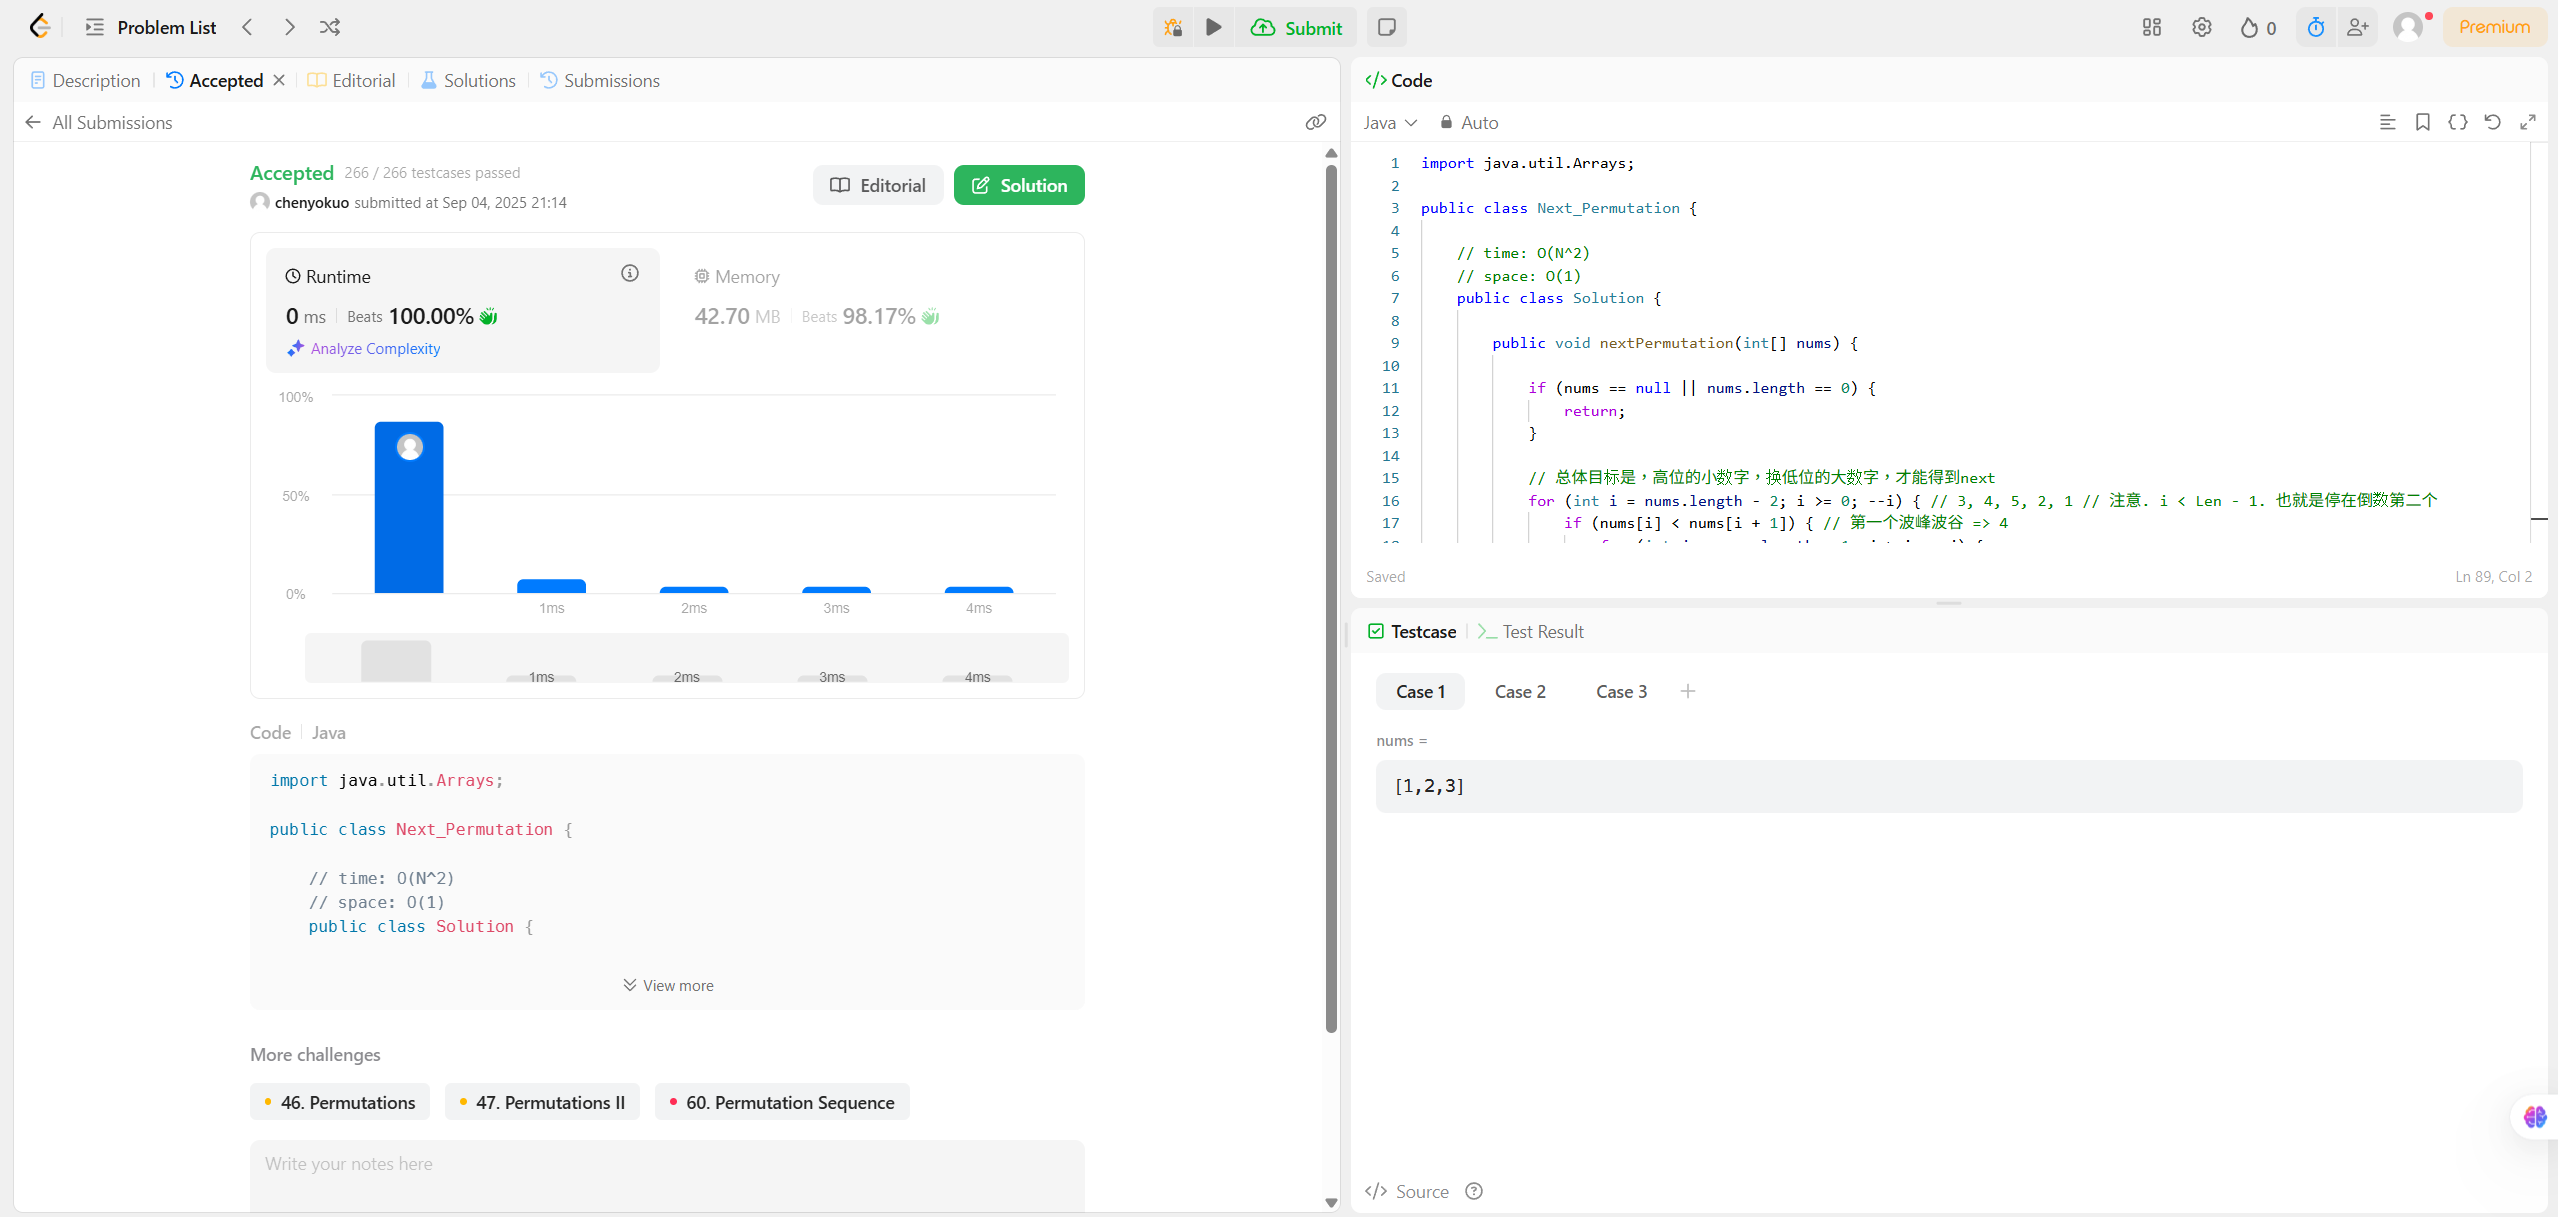 Problem List
Submit
0
Premium
Description
Accepted
Editorial
Solutions
Submissions
All Submissions
Accepted 266 / 266 testcases passed
chenyokuo submitted at Sep 04, 2025 21:14
Editorial
Solution
Runtime
0 ms Beats 100.00%
Analyze Complexity
Memory
42.70 MB Beats 98.17%
100%
50%
0%
1ms 2ms 3ms 4ms
1ms 2ms 3ms 4ms
Code Java
import java.util.Arrays;
public class Next_Permutation {
// time: O(N^2)
// space: O(1)
public class Solution {
View more
More challenges
46. Permutations
47. Permutations II
60. Permutation Sequence
Write your notes here
Code
Java Auto
1 import java.util.Arrays;
2
3 public class Next_Permutation {
4
5 // time: O(N^2)
6 // space: O(1)
7 public class Solution {
8
9 public void nextPermutation(int[] nums) {
10
11 if (nums == null || nums.length == 0) {
12 return;
13 }
14
15 // 总体目标是，高位的小数字，换低位的大数字，才能得到next
16 for (int i = nums.length - 2; i >= 0; --i) { // 3, 4, 5, 2, 1 // 注意. i < Len - 1. 也就是停在倒数第二个
17 if (nums[i] < nums[i + 1]) { // 第一个波峰波谷 => 4
Saved
Ln 89, Col 2
Testcase
Test Result
Case 1
Case 2
Case 3
nums =
[1,2,3]
Source